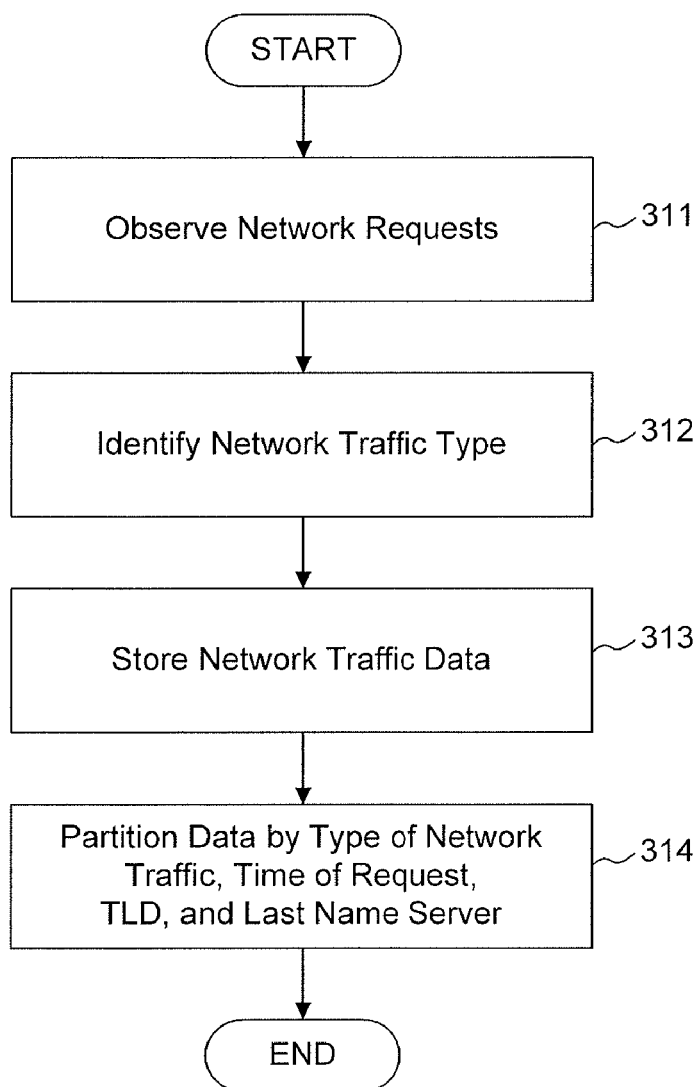 START
Observe Network Requests
311
Identify Network Traffic Type
312
Store Network Traffic Data
313
Partition Data by Type of Network
Traffic, Time of Request,
TLD, and Last Name Server
314
END